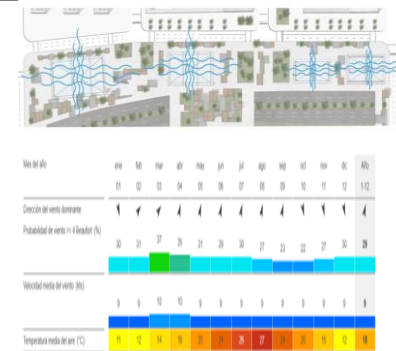 Mes del año ene feb mar abr may jun jul ago sep oct nov dic Año
01 02 03 04 05 06 07 08 09 10 11 12 1-12
Dirección del viento dominante
Probabilidad de viento >= 4 Beaufort (%)
30 31 37 35 31 29 30 27 23 23 27 30 29
Velocidad media del viento (kts)
9 9 10 10 9 9 9 9 9 9 9 9 9
Temperatura media del aire (°C) 11 12 14 16 24 26 27 24 20 15 12 18